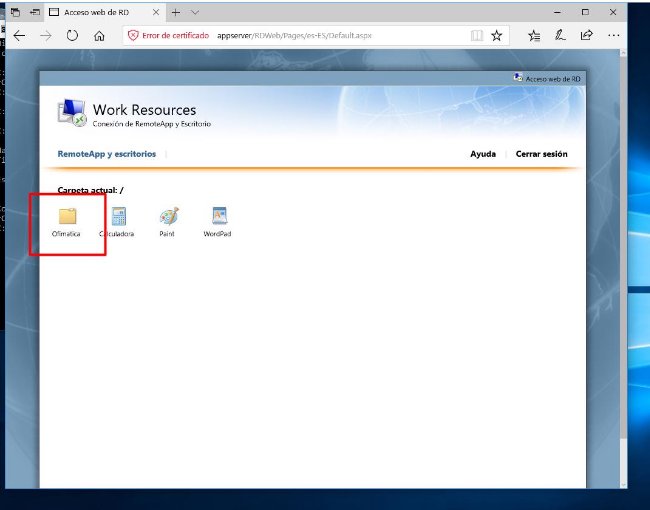 Acceso web de RD
Error de certificado appserver/RDWeb/Pages/es-ES/Default.aspx
Acceso web de RD
Work Resources
Conexión de RemoteApp y Escritorio
RemoteApp y escritorios
Ayuda Cerrar sesión
Carpeta actual: /
Ofimatica Calculadora Paint WordPad